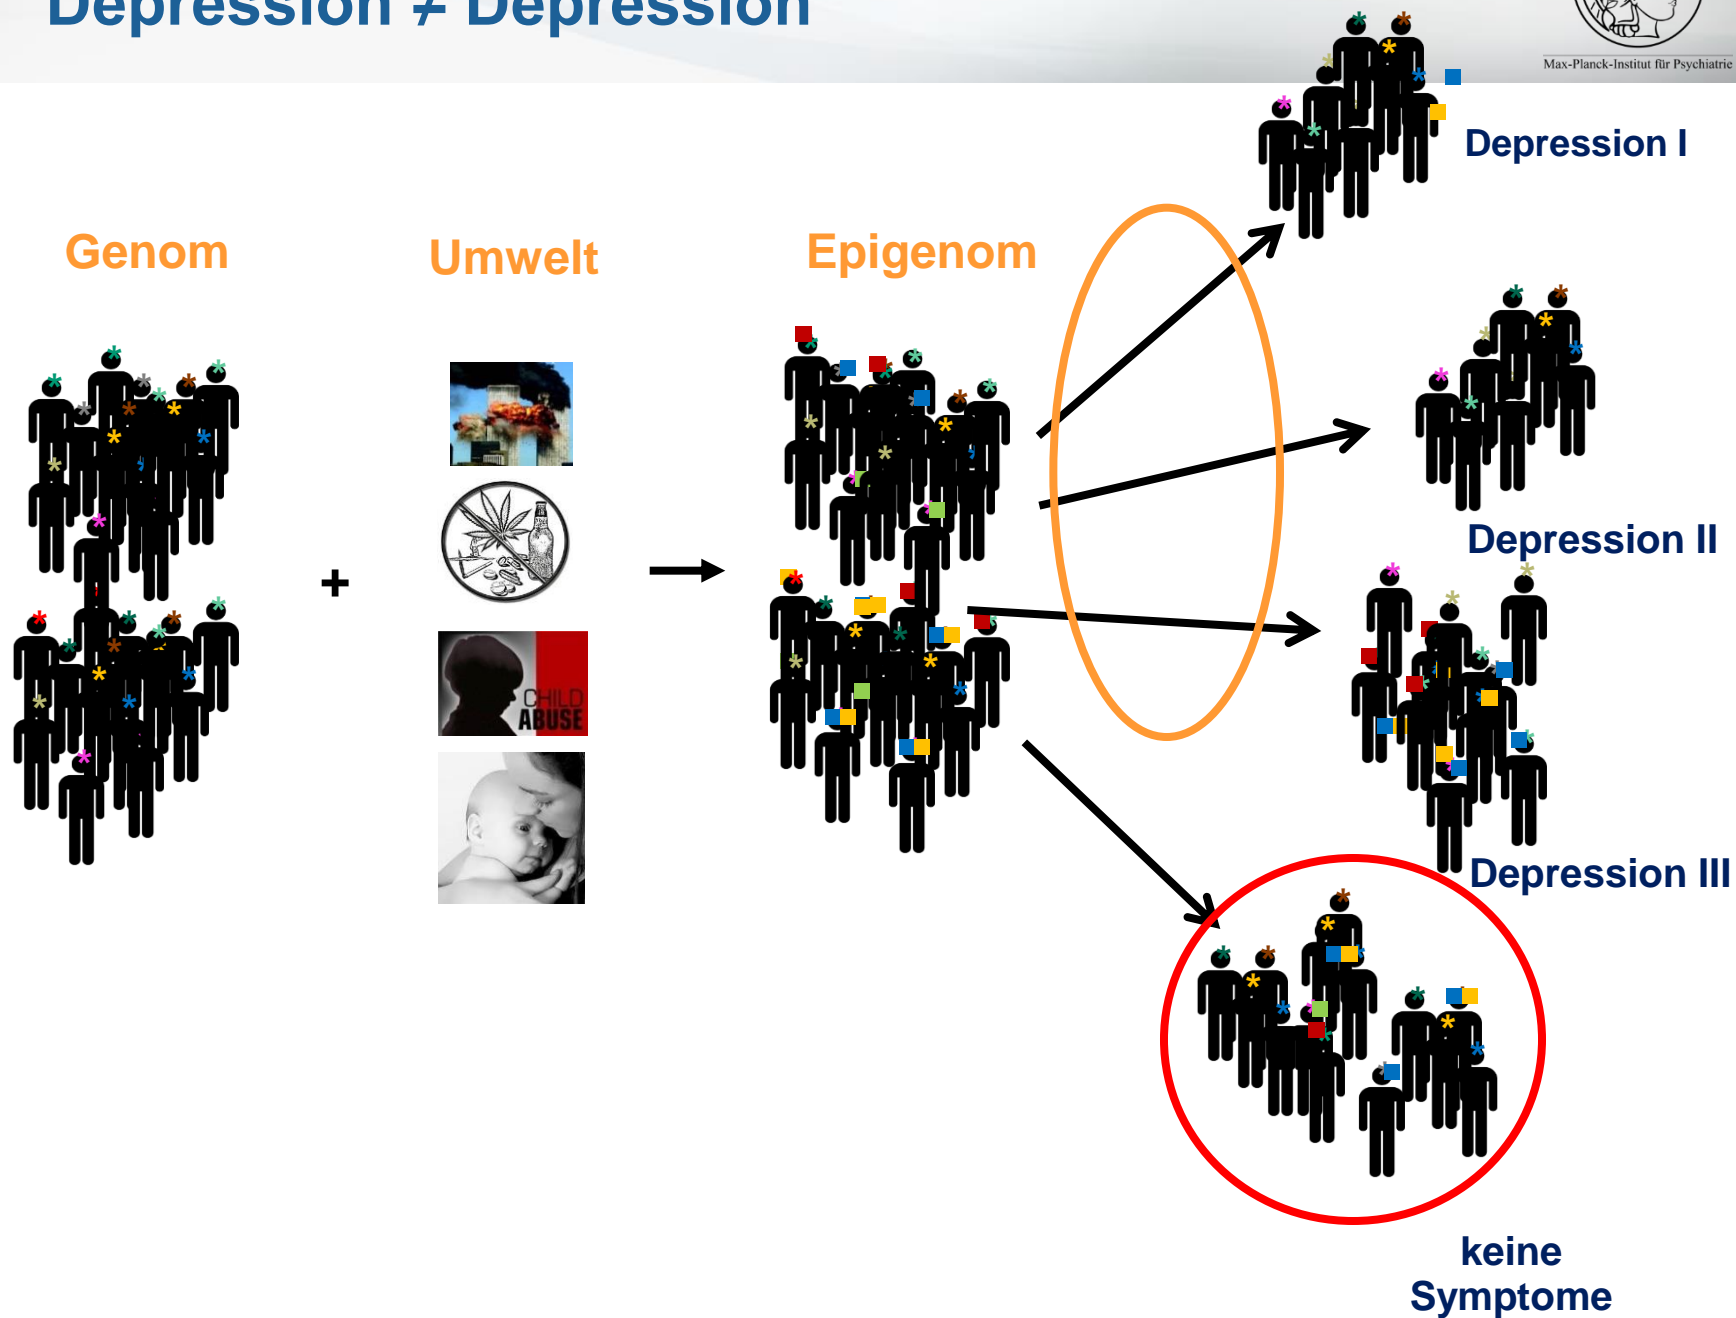 Depression ≠ Depression
Max-Planck-Institut für Psychiatrie
Depression I
Genom
Umwelt
Epigenom
+
Depression II
CHILD
ABUSE
Depression III
keine
Symptome